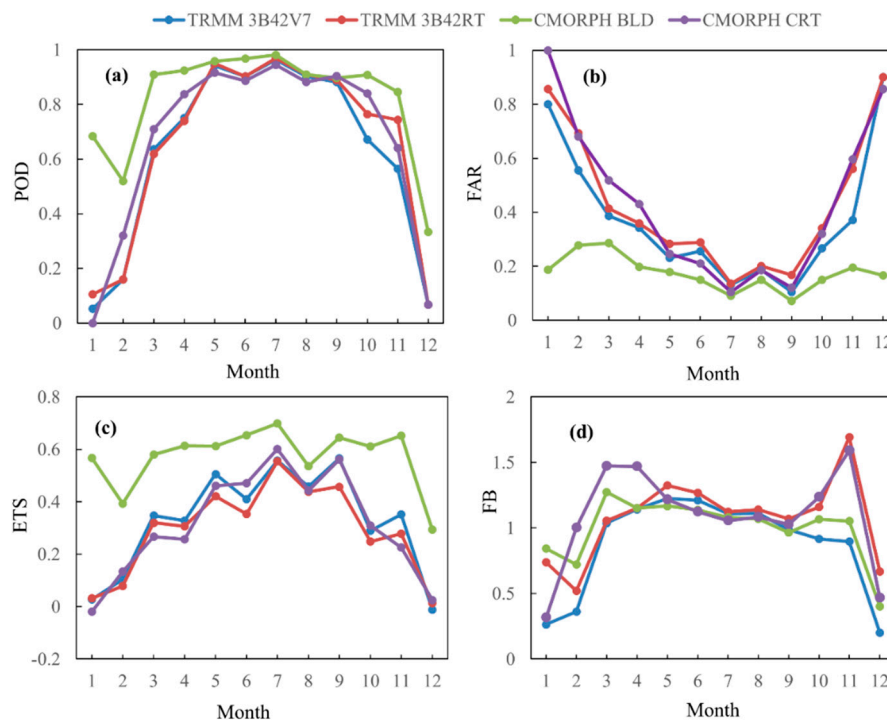 TRMM 3B42V7 TRMM 3B42RT CMORPH BLD CMORPH CRT
(a)
POD
1
0.8
0.6
0.4
0.2
0
1 2 3 4 5 6 7 8 9 10 11 12
Month
(b)
FAR
1
0.8
0.6
0.4
0.2
0
1 2 3 4 5 6 7 8 9 10 11 12
Month
(c)
ETS
0.8
0.6
0.4
0.2
0
-0.2
1 2 3 4 5 6 7 8 9 10 11 12
Month
(d)
FB
2
1.5
1
0.5
0
1 2 3 4 5 6 7 8 9 10 11 12
Month